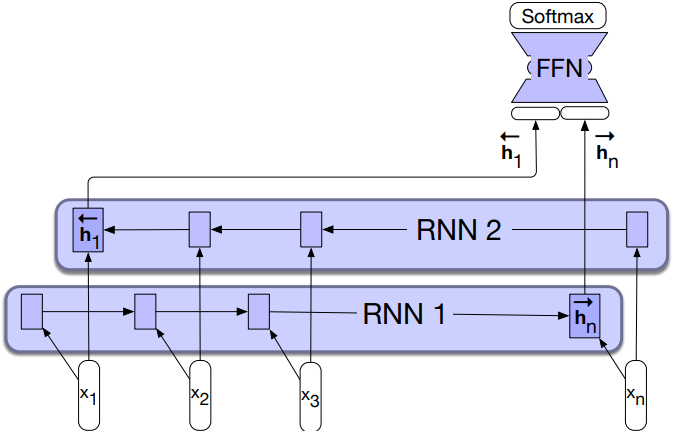 Softmax
FFN
←h₁ →hₙ
←h₁ RNN 2
RNN 1 →hₙ
x₁ x₂ x₃ xₙ